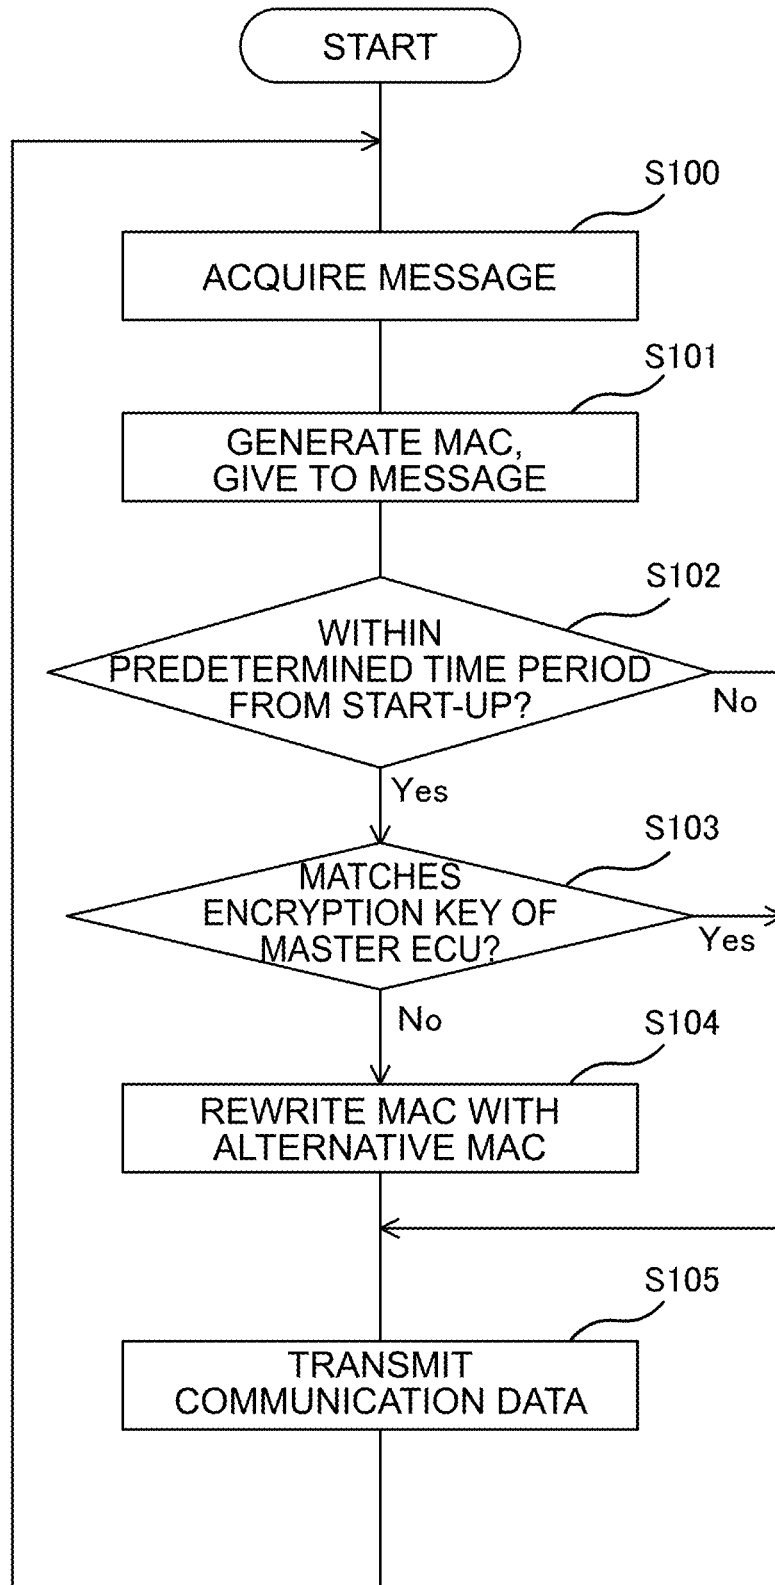 START
S100
ACQUIRE MESSAGE
S101
GENERATE MAC,
GIVE TO MESSAGE
S102
WITHIN
PREDETERMINED TIME PERIOD
FROM START-UP?
No
Yes
S103
MATCHES
ENCRYPTION KEY OF
MASTER ECU?
Yes
No
S104
REWRITE MAC WITH
ALTERNATIVE MAC
S105
TRANSMIT
COMMUNICATION DATA